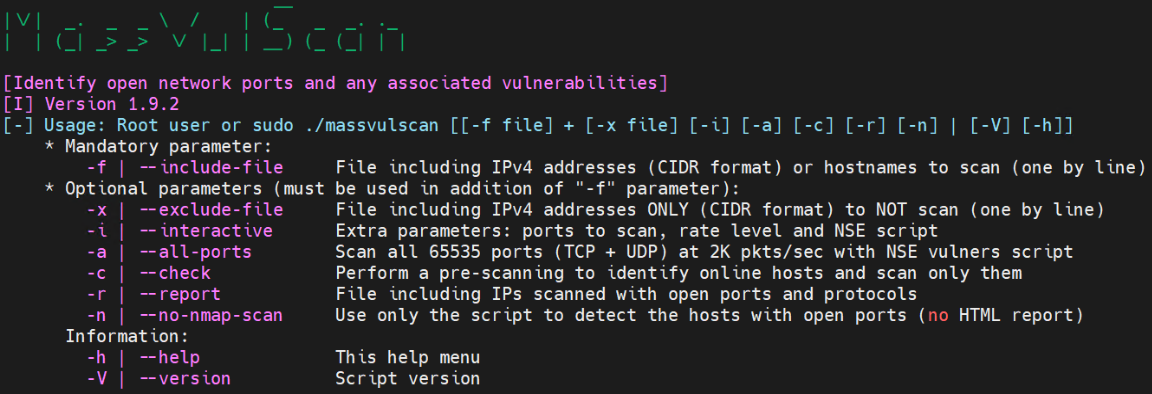 MassVulScan
[Identify open network ports and any associated vulnerabilities]
[I] Version 1.9.2
[-] Usage: Root user or sudo ./massvulscan [[-f file] + [-x file] [-i] [-a] [-c] [-r] [-n] | [-V] [-h]]
* Mandatory parameter:
-f | --include-file File including IPv4 addresses (CIDR format) or hostnames to scan (one by line)
* Optional parameters (must be used in addition of "-f" parameter):
-x | --exclude-file File including IPv4 addresses ONLY (CIDR format) to NOT scan (one by line)
-i | --interactive Extra parameters: ports to scan, rate level and NSE script
-a | --all-ports Scan all 65535 ports (TCP + UDP) at 2K pkts/sec with NSE vulners script
-c | --check Perform a pre-scanning to identify online hosts and scan only them
-r | --report File including IPs scanned with open ports and protocols
-n | --no-nmap-scan Use only the script to detect the hosts with open ports (no HTML report)
Information:
-h | --help This help menu
-V | --version Script version